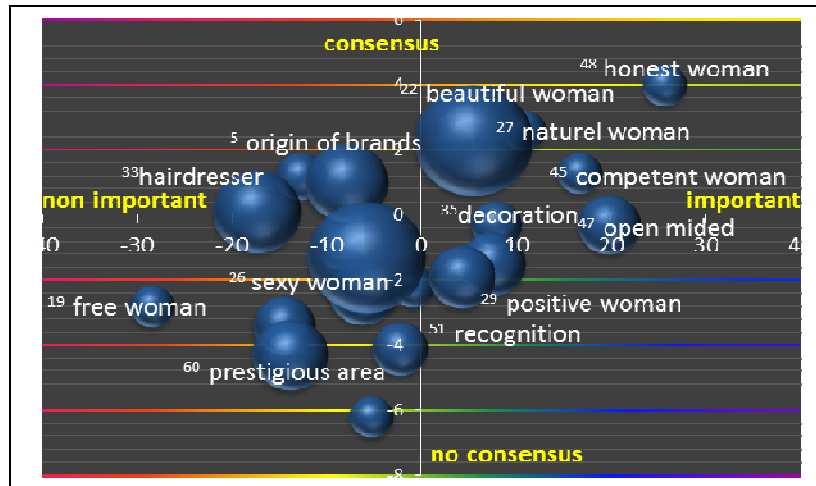 6
consensus
48 honest woman
4
22 beautiful woman
27 naturel woman
5 origin of brands
2
33 hairdresser
45 competent woman
non important
important
0
35 decoration
47 open mided
40 -30 -20 -10 0 10 20 30 4
-2
26 sexy woman
19 free woman
29 positive woman
51 recognition
-4
60 prestigious area
-6
no consensus
-8